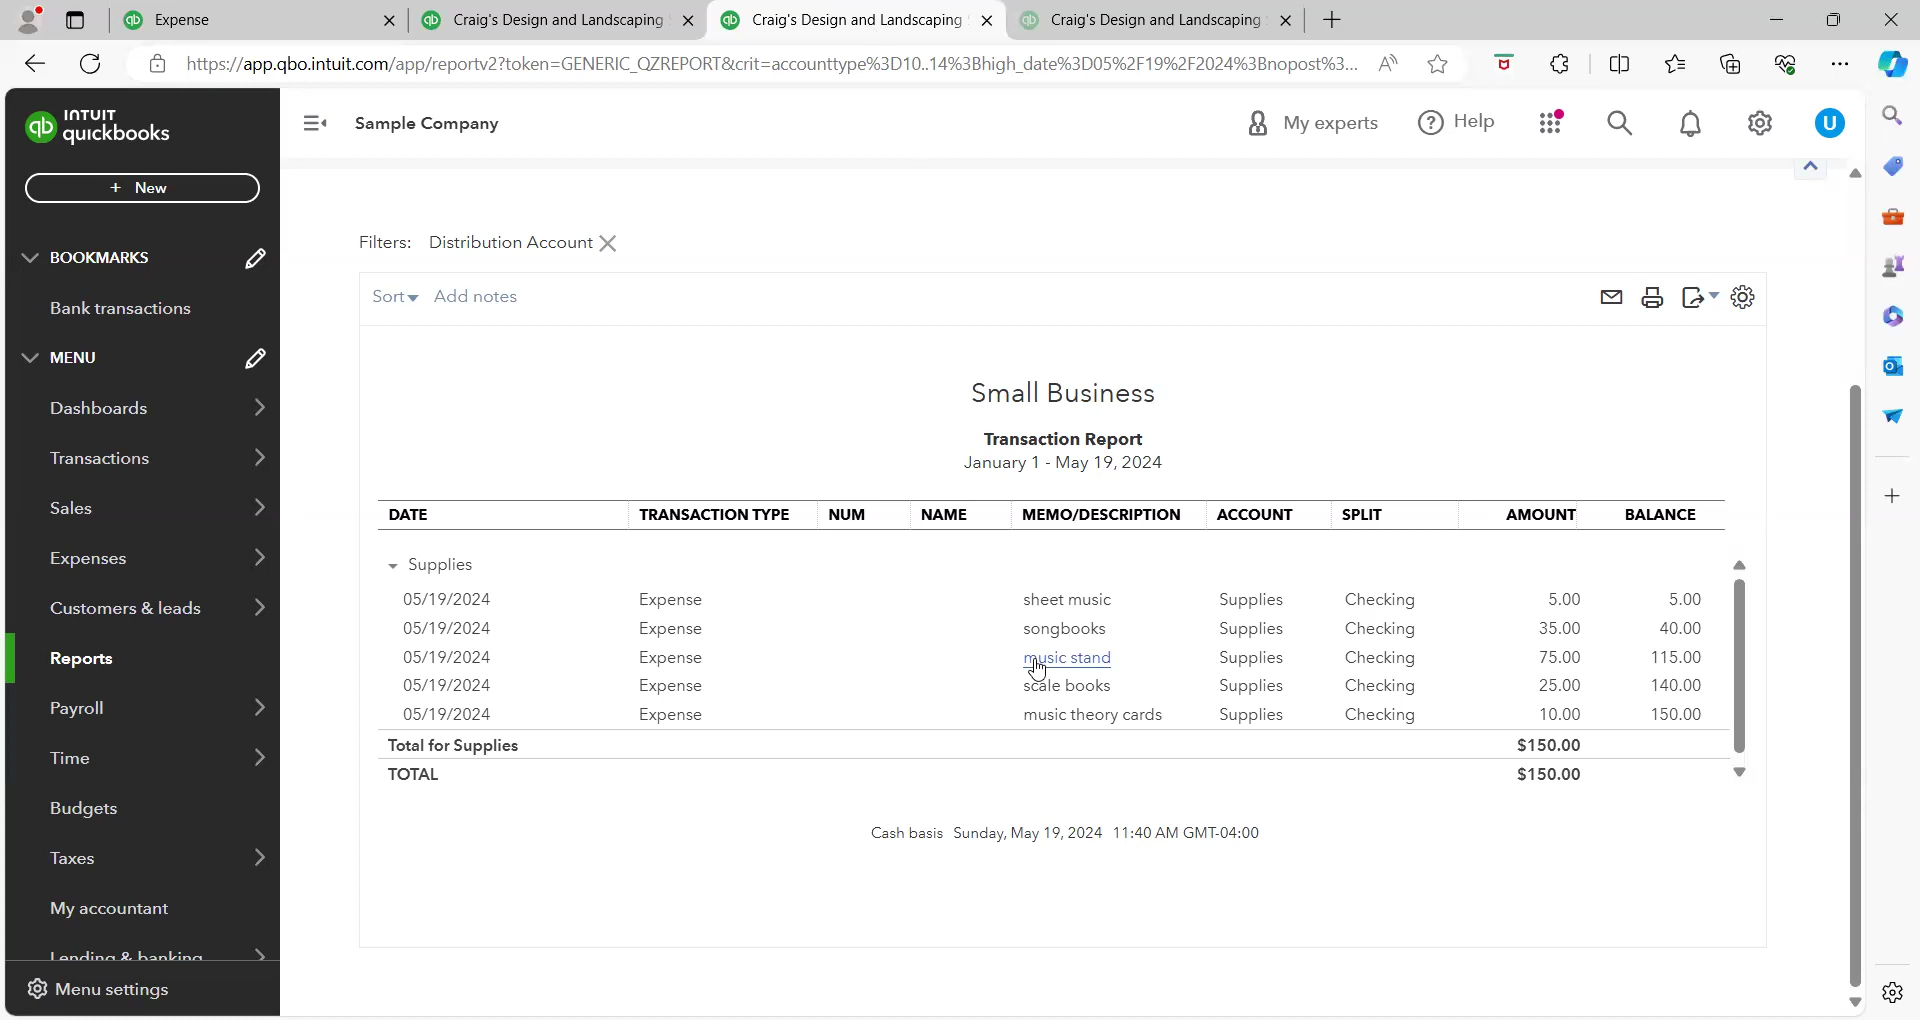 Expense
Craig's Design and Landscaping
Craig's Design and Landscaping
Craig's Design and Landscaping
https://app.qbo.intuit.com/app/reportv2?token=GENERIC_QZREPORT&crit=accounttype%3D10..14%3Bhigh_date%3D05%2F19%2F2024%3Bnopost%3...
INTUIT
quickbooks
Sample Company
My experts
Help
U
+ New
BOOKMARKS
Bank transactions
MENU
Dashboards
Transactions
Sales
Expenses
Customers & leads
Reports
Payroll
Time
Budgets
Taxes
My accountant
Lending & banking
Menu settings
Filters: Distribution Account
Sort Add notes
Small Business
Transaction Report
January 1 - May 19, 2024
DATE TRANSACTION TYPE NUM NAME MEMO/DESCRIPTION ACCOUNT SPLIT AMOUNT BALANCE
Supplies
05/19/2024 Expense sheet music Supplies Checking 5.00 5.00
05/19/2024 Expense songbooks Supplies Checking 35.00 40.00
05/19/2024 Expense music stand Supplies Checking 75.00 115.00
05/19/2024 Expense scale books Supplies Checking 25.00 140.00
05/19/2024 Expense music theory cards Supplies Checking 10.00 150.00
Total for Supplies $150.00
TOTAL $150.00
Cash basis Sunday, May 19, 2024 11:40 AM GMT-04:00